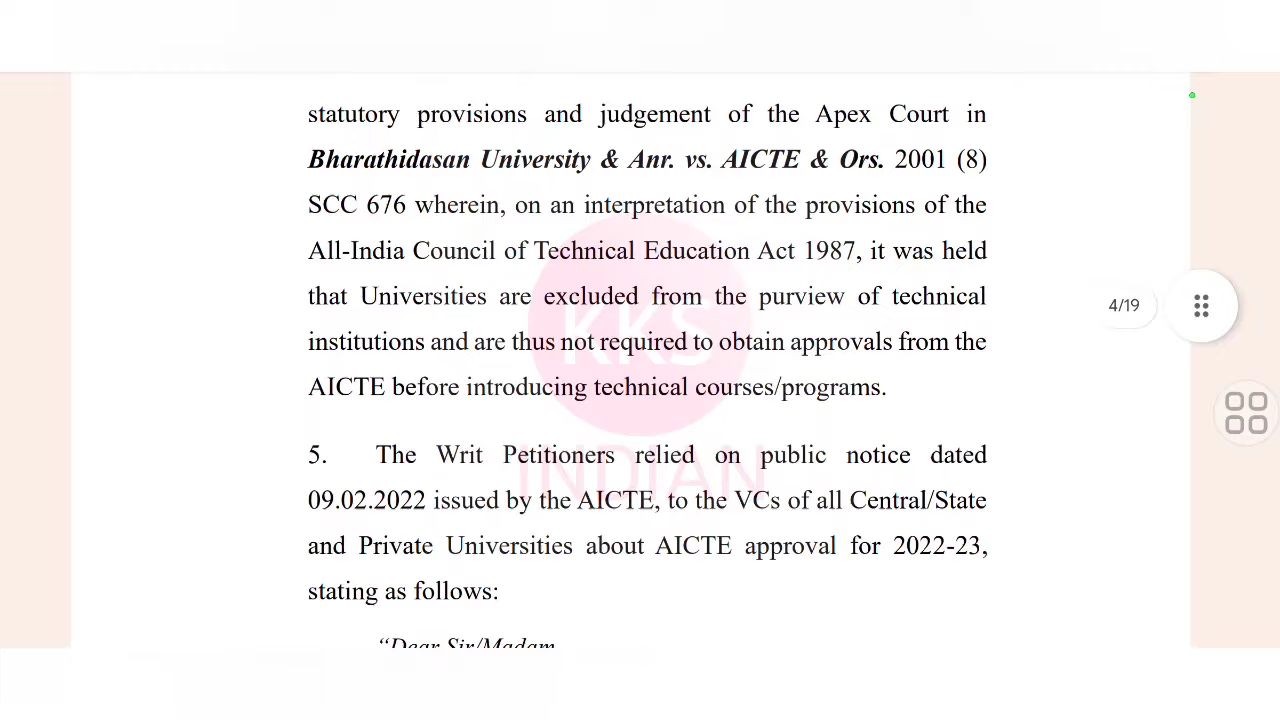 statutory provisions and judgement of the Apex Court in
Bharathidasan University & Anr. vs. AICTE & Ors. 2001 (8)
SCC 676 wherein, on an interpretation of the provisions of the
All-India Council of Technical Education Act 1987, it was held
that Universities are excluded from the purview of technical
4/19
institutions and are thus not required to obtain approvals from the
AICTE before introducing technical courses/programs.
KKS
INDIAN
5. The Writ Petitioners relied on public notice dated
09.02.2022 issued by the AICTE, to the VCs of all Central/State
and Private Universities about AICTE approval for 2022-23,
stating as follows:
“Dear Sir/Madam